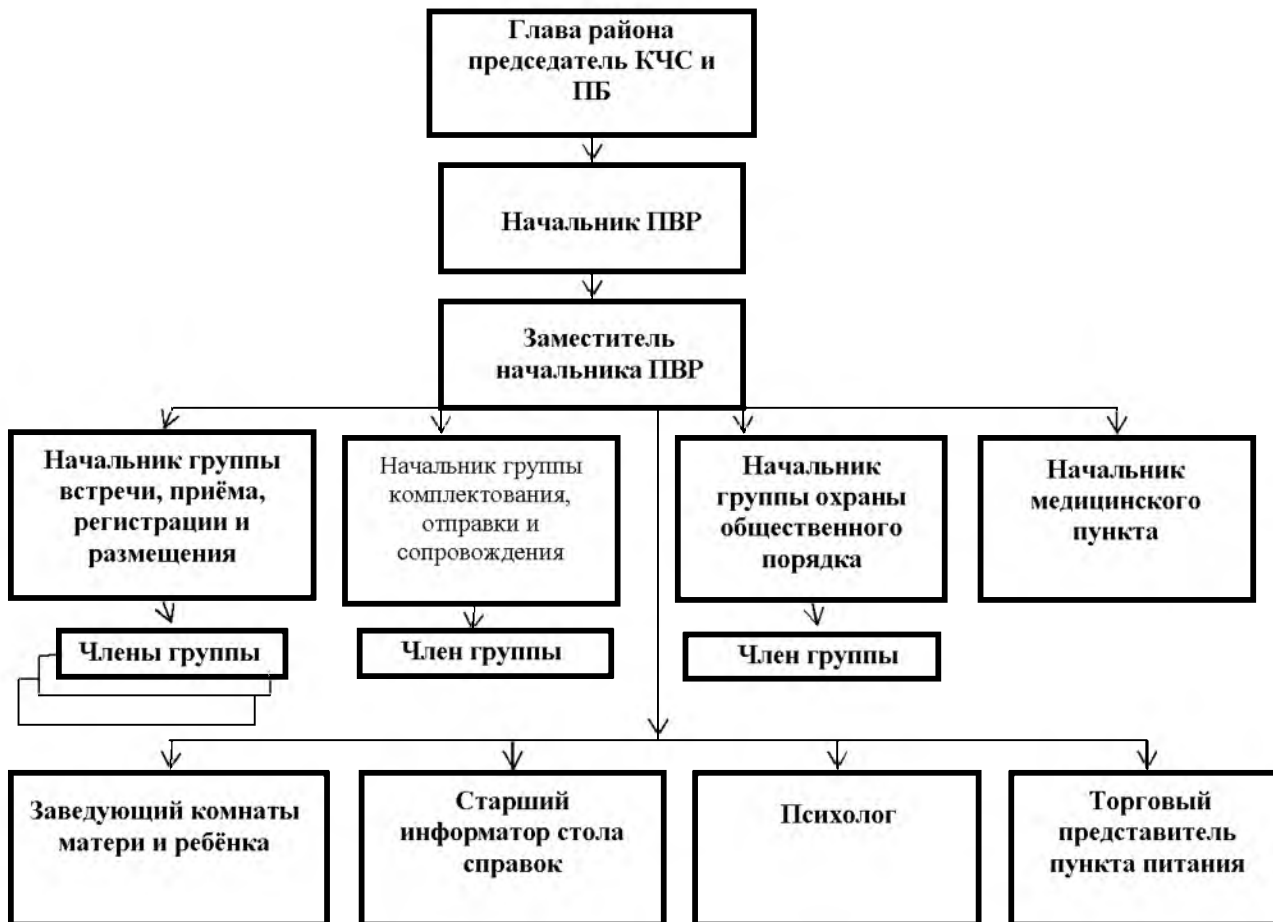 Глава района
председатель КЧС и
ПБ
Начальник ПВР
Заместитель
начальника ПВР
Начальник группы
встречи, приёма,
регистрации и
размещения
Начальник группы
комплектования,
отправки и
сопровождения
Начальник
группы охраны
общественного
порядка
Начальник
медицинского
пункта
Члены группы
Член группы
Член группы
Заведующий комнаты
матери и ребёнка
Старший
информатор стола
справок
Психолог
Торговый
представитель
пункта питания